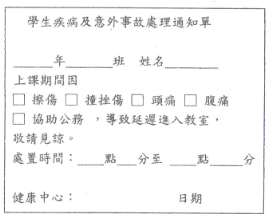 學生疾病及意外事故處理通知單
____年____班　姓名________
上課期間因
□ 擦傷 □ 撞挫傷 □ 頭痛 □ 腹痛
□ 協助公務 ，導致延遲進入教室，
敬請見諒。
處置時間：___點___分至 ___點___分
健康中心：　　　　　　日期